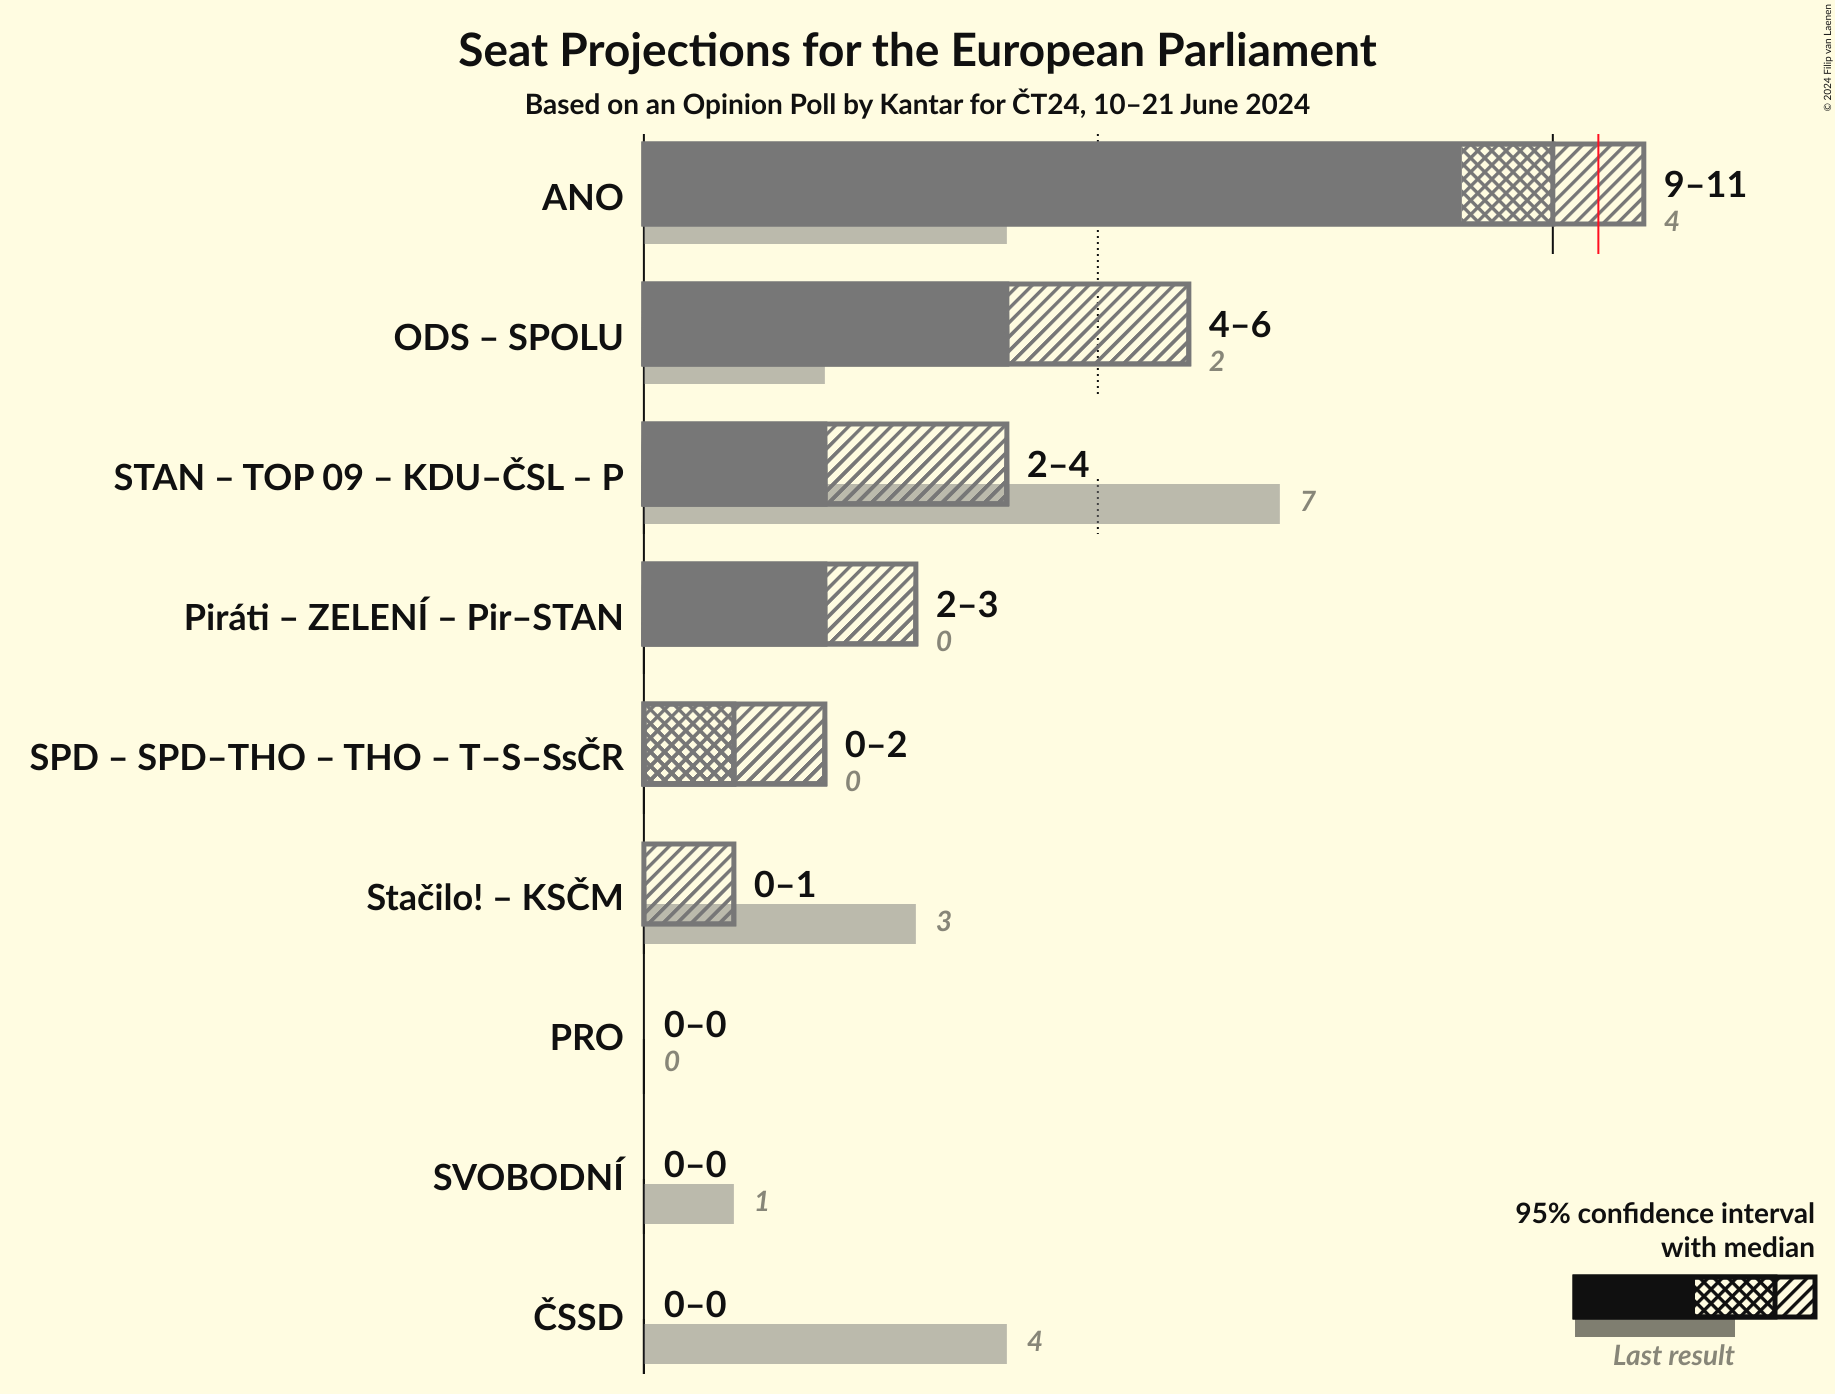 Seat Projections for the European Parliament
Based on an Opinion Poll by Kantar for ČT24, 10–21 June 2024
© 2024 Filip van Laenen
ANO
9–11
4
ODS – SPOLU
4–6
2
STAN – TOP 09 – KDU–ČSL – P
2–4
7
Piráti – ZELENÍ – Pir–STAN
2–3
0
SPD – SPD–THO – THO – T–S–SsČR
0–2
0
Stačilo! – KSČM
0–1
3
PRO
0–0
0
SVOBODNÍ
0–0
1
ČSSD
0–0
4
95% confidence interval
with median
Last result